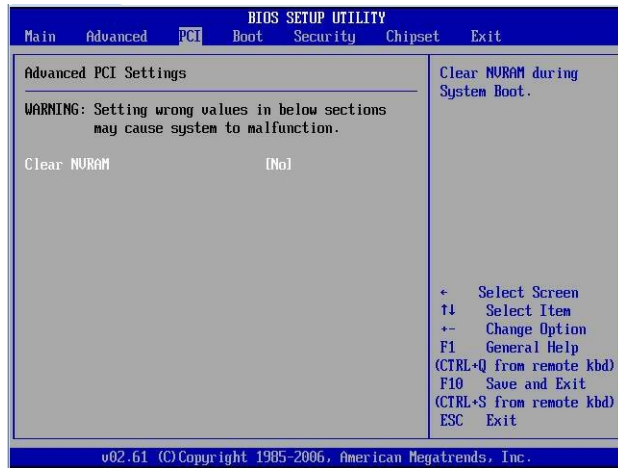 BIOS SETUP UTILITY
Main Advanced PCI Boot Security Chipset Exit
Advanced PCI Settings
WARNING: Setting wrong values in below sections
may cause system to malfunction.
Clear NVRAM [No]
Clear NVRAM during
System Boot.
← Select Screen
↑↓ Select Item
+- Change Option
F1 General Help
(CTRL+Q from remote kbd)
F10 Save and Exit
(CTRL+S from remote kbd)
ESC Exit
v02.61 (C)Copyright 1985-2006, American Megatrends, Inc.